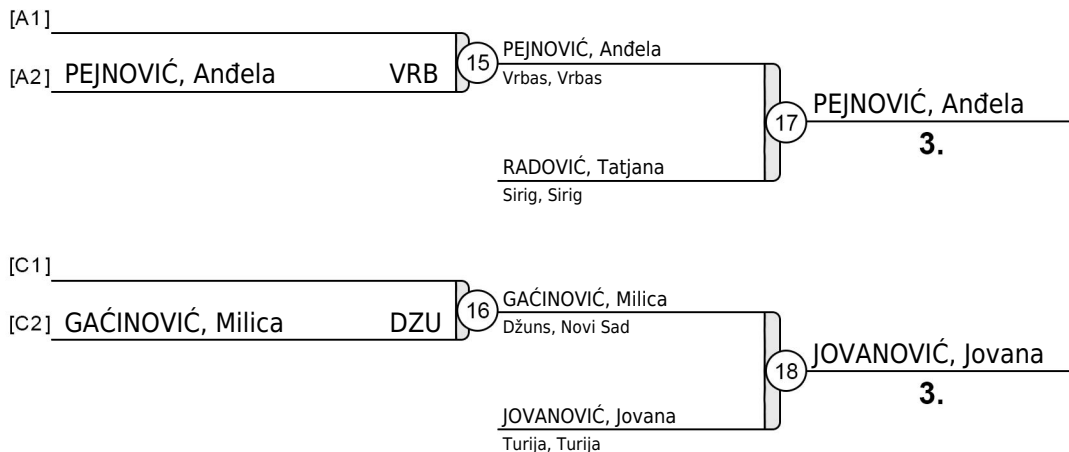 [A1]
[A2] PEJNOVIĆ, Anđela VRB
15
PEJNOVIĆ, Anđela
Vrbas, Vrbas
17
PEJNOVIĆ, Anđela
3.
RADOVIĆ, Tatjana
Sirig, Sirig
[C1]
[C2] GAĆINOVIĆ, Milica DZU
16
GAĆINOVIĆ, Milica
Džuns, Novi Sad
18
JOVANOVIĆ, Jovana
3.
JOVANOVIĆ, Jovana
Turija, Turija